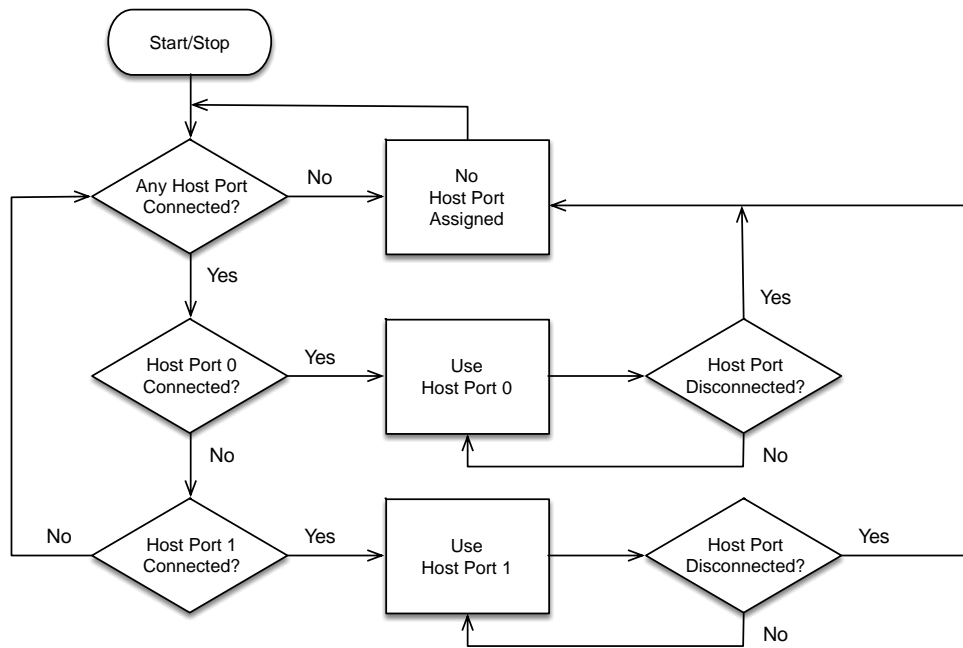 Start/Stop
Any Host Port
Connected?
No
No
Host Port
Assigned
Yes
Yes
Host Port 0
Connected?
Yes
Use
Host Port 0
Host Port
Disconnected?
No
No
No
Host Port 1
Connected?
Yes
Use
Host Port 1
Host Port
Disconnected?
Yes
No